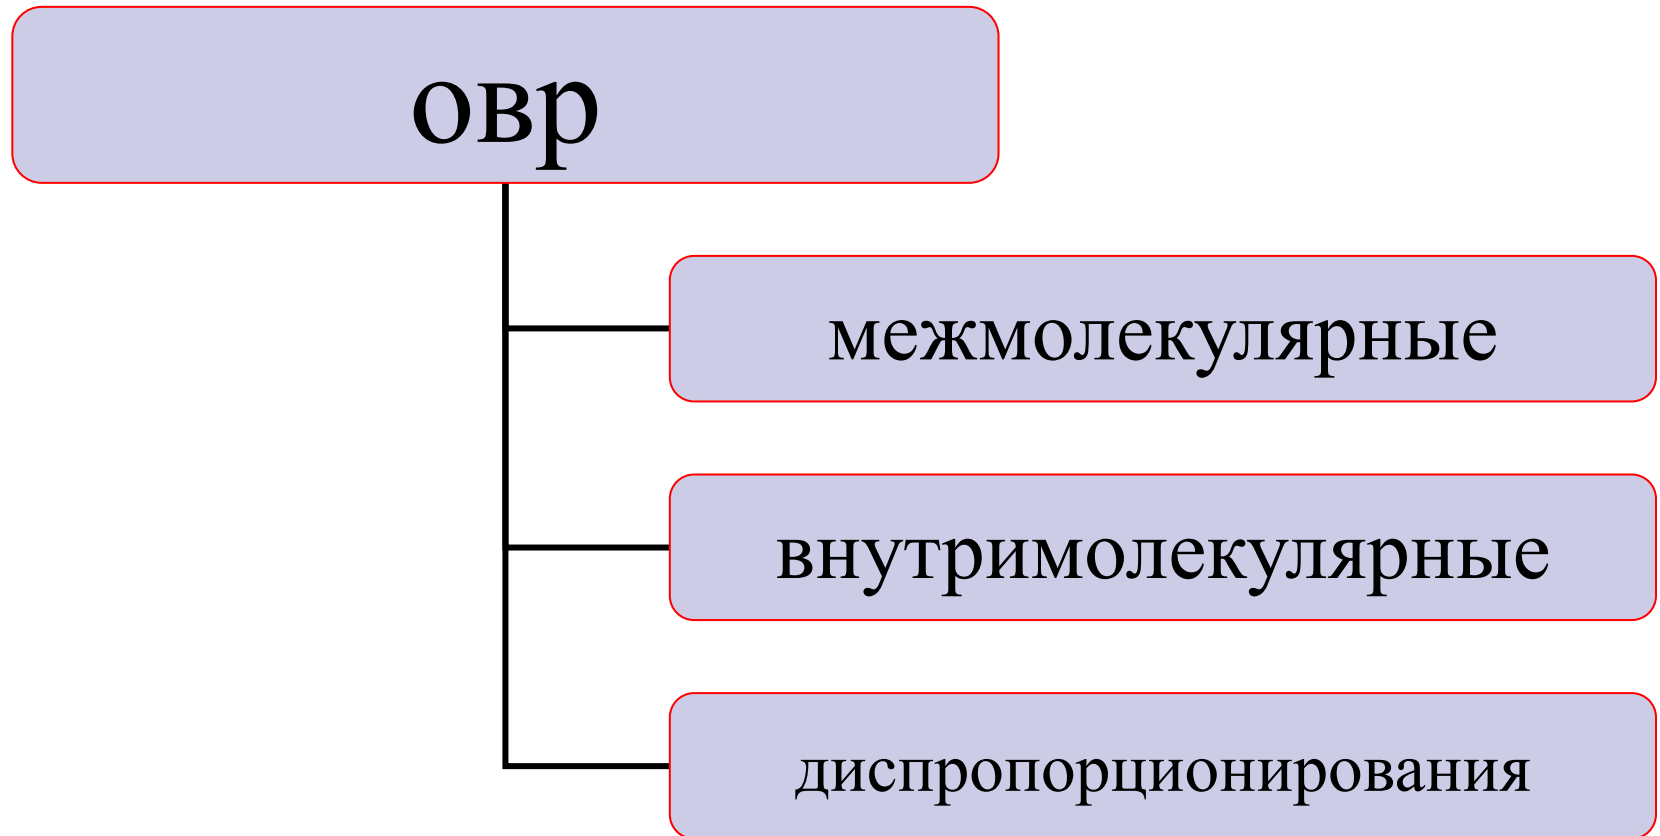 овр
межмолекулярные
внутримолекулярные
диспропорционирования